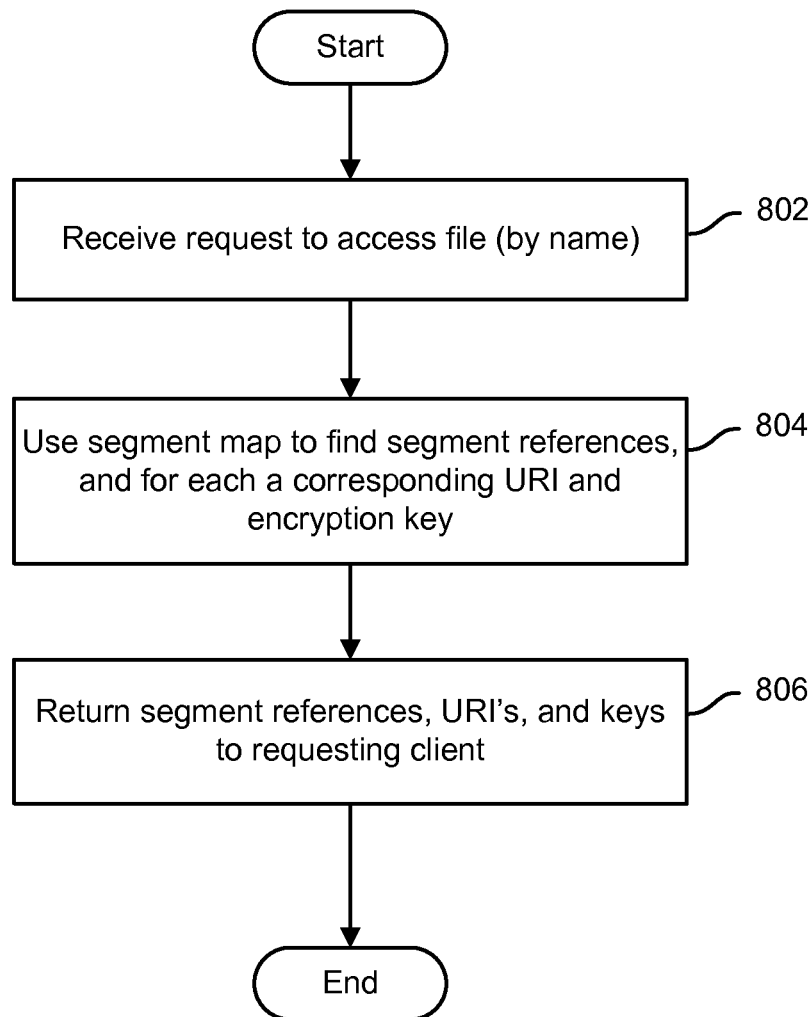 Start
Receive request to access file (by name)
802
Use segment map to find segment references,
and for each a corresponding URI and
encryption key
804
Return segment references, URI’s, and keys
to requesting client
806
End